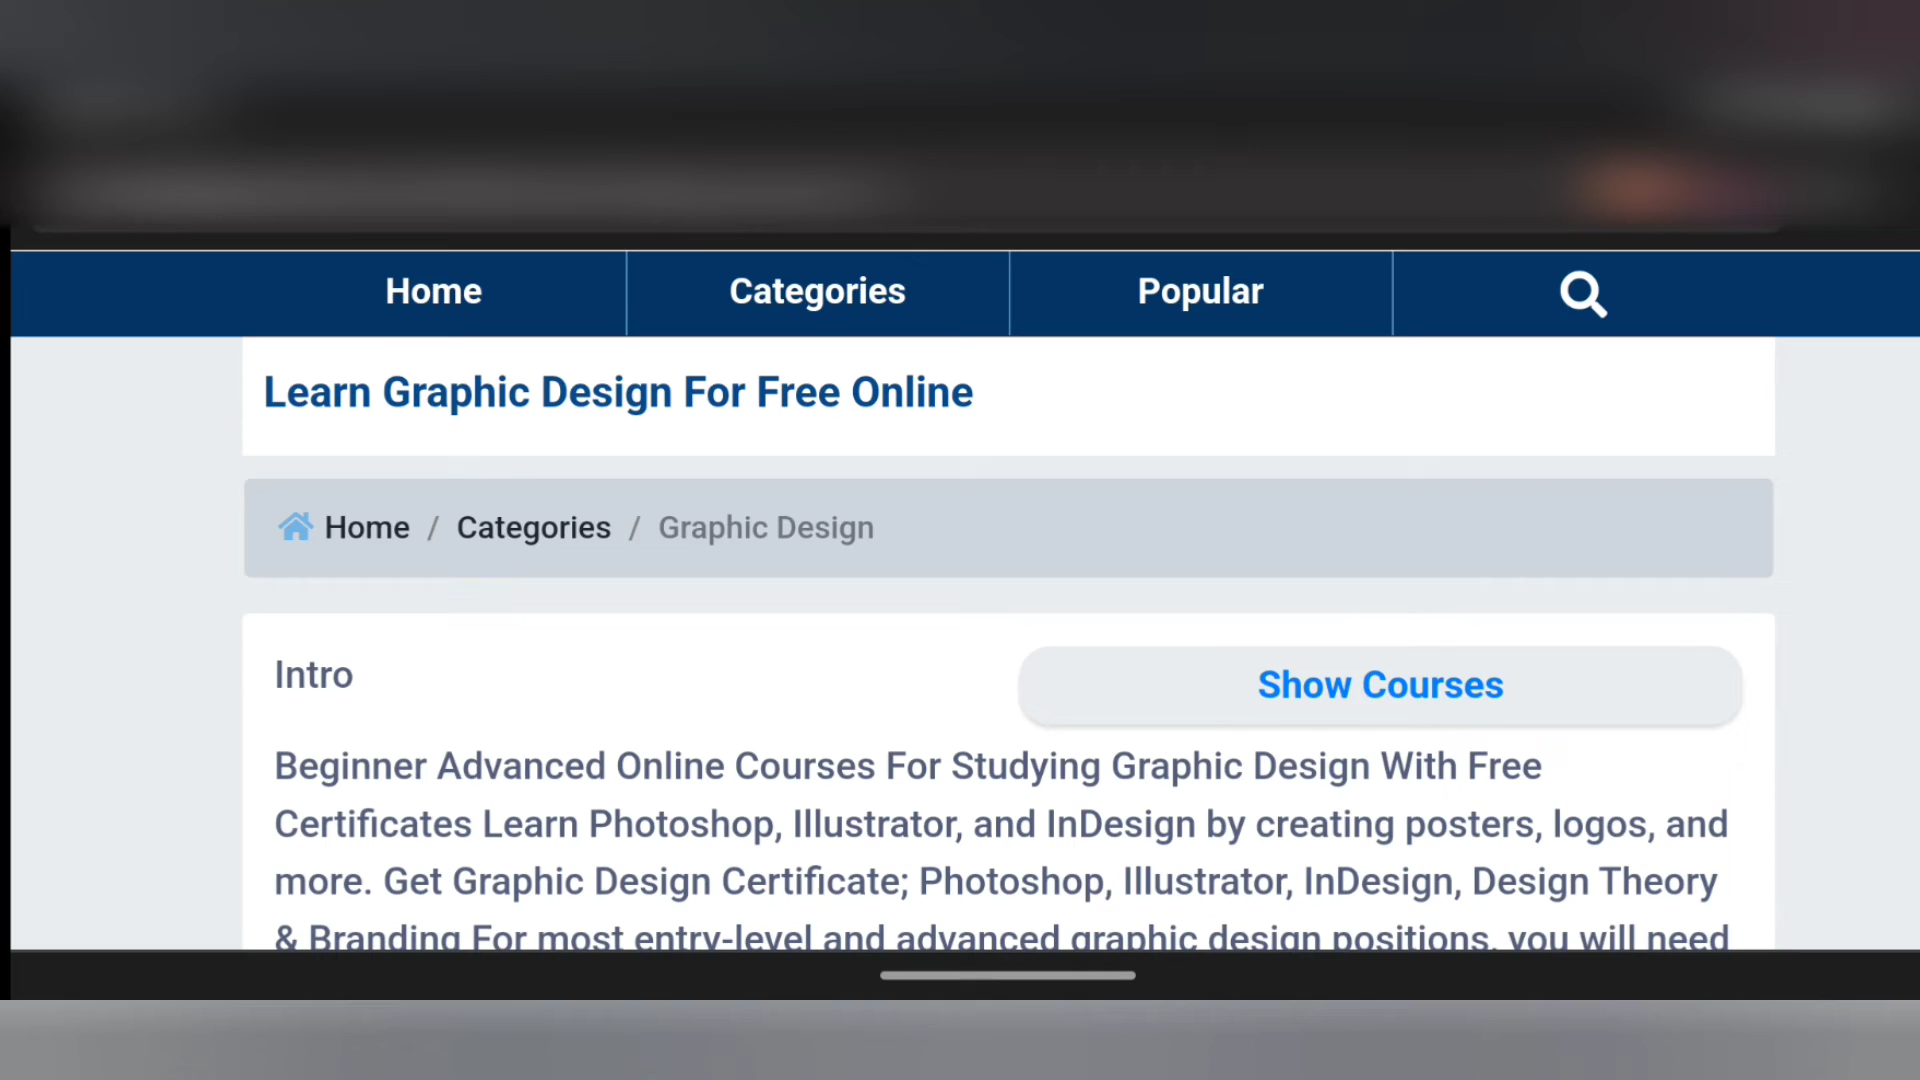 Home Categories Popular
Learn Graphic Design For Free Online
Home / Categories / Graphic Design
Intro
Show Courses
Beginner Advanced Online Courses For Studying Graphic Design With Free
Certificates Learn Photoshop, Illustrator, and InDesign by creating posters, logos, and
more. Get Graphic Design Certificate; Photoshop, Illustrator, InDesign, Design Theory
& Branding For most entry-level and advanced graphic design positions, you will need